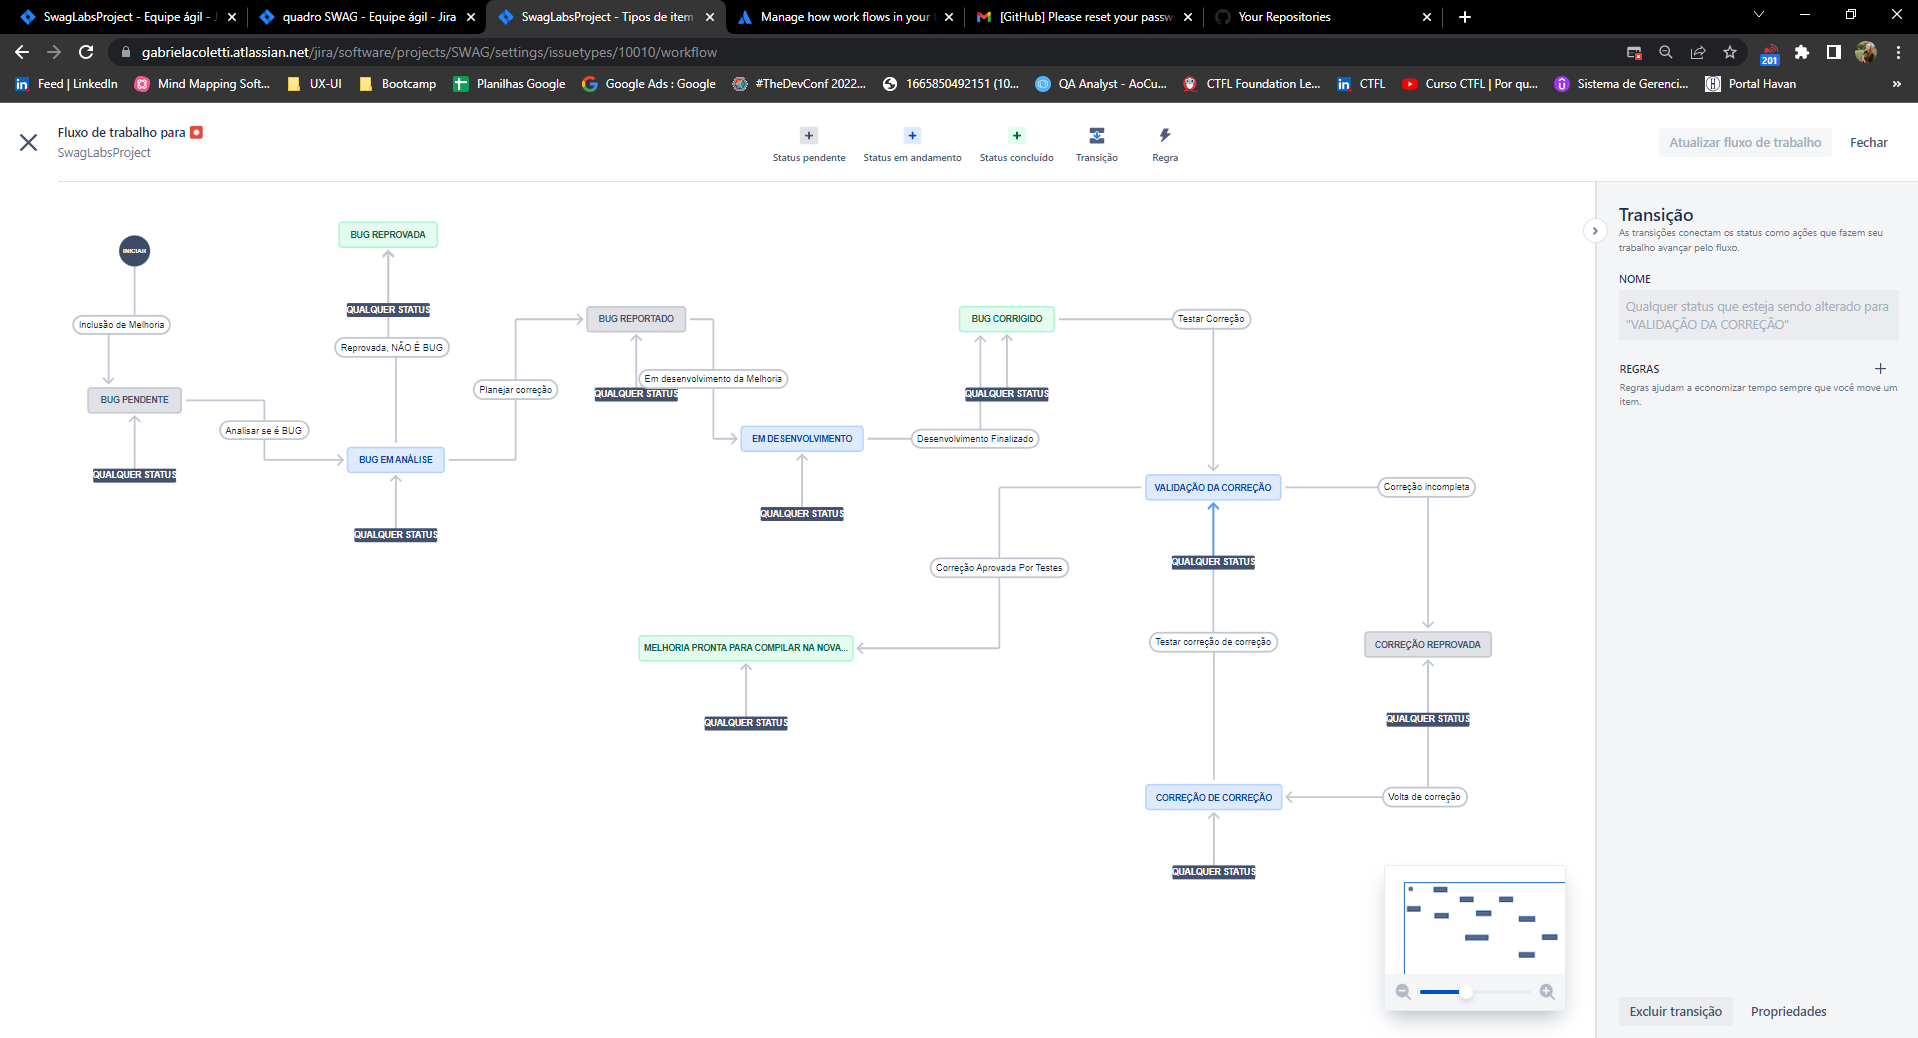 SwagLabsProject - Equipe ágil - J
quadro SWAG - Equipe ágil - Jira
SwagLabsProject - Tipos de item
Manage how work flows in your
[GitHub] Please reset your passw
Your Repositories
gabrielacoletti.atlassian.net/jira/software/projects/SWAG/settings/issuetypes/10010/workflow
201
Feed | LinkedIn
Mind Mapping Soft...
UX-UI
Bootcamp
Planilhas Google
Google Ads : Google
#TheDevConf 2022...
1665850492151 (10...
QA Analyst - AoCu...
CTFL Foundation Le...
CTFL
Curso CTFL | Por qu...
Sistema de Gerenci...
Portal Havan
»
Fluxo de trabalho para
SwagLabsProject
Status pendente
Status em andamento
Status concluído
Transição
Regra
Atualizar fluxo de trabalho
Fechar
INICIAR
BUG REPROVADA
QUALQUER STATUS
Inclusão de Melhoria
Reprovada, NÃO É BUG
BUG REPORTADO
BUG CORRIGIDO
Testar Correção
Planejar correção
Em desenvolvimento da Melhoria
QUALQUER STATUS
QUALQUER STATUS
BUG PENDENTE
Analisar se é BUG
EM DESENVOLVIMENTO
Desenvolvimento Finalizado
BUG EM ANÁLISE
QUALQUER STATUS
VALIDAÇÃO DA CORREÇÃO
Correção incompleta
QUALQUER STATUS
QUALQUER STATUS
QUALQUER STATUS
Correção Aprovada Por Testes
MELHORIA PRONTA PARA COMPILAR NA NOVA...
Testar correção de correção
CORREÇÃO REPROVADA
QUALQUER STATUS
QUALQUER STATUS
CORREÇÃO DE CORREÇÃO
Volta de correção
QUALQUER STATUS
Transição
As transições conectam os status como ações que fazem seu
trabalho avançar pelo fluxo.
NOME
Qualquer status que esteja sendo alterado para
"VALIDAÇÃO DA CORREÇÃO"
REGRAS
Regras ajudam a economizar tempo sempre que você move um
item.
Excluir transição
Propriedades